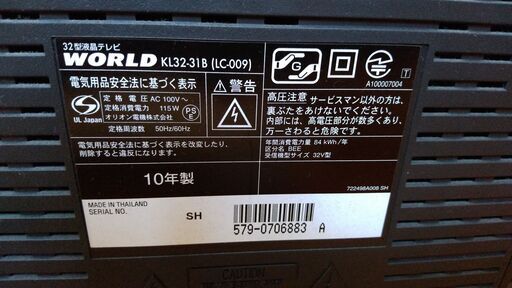 32型液晶テレビ
WORLD KL32-31B (LC-009)
電気用品安全法に基づく表示
定格電圧 AC 100V~
定格消費電力 115W
オリオン電機株式会社
定格周波数 50Hz/60Hz
UL Japan
PS
E
電気用品安全法に基づく表示を改変したり、
削除すると違反になります。
10年製
MADE IN THAILAND
SERIAL NO.
SH
警告
G
A100007004
T
高圧注意 サービスマン以外の方は、
裏ぶたをあけないでください。
内部には、高電圧部分が数多くあり、
万一さわると危険です。
年間消費電力量 84 kWh/年
区分名 BEE
受信機型サイズ 32V型
722498A008 SH
579-0706883 A
CAUTION